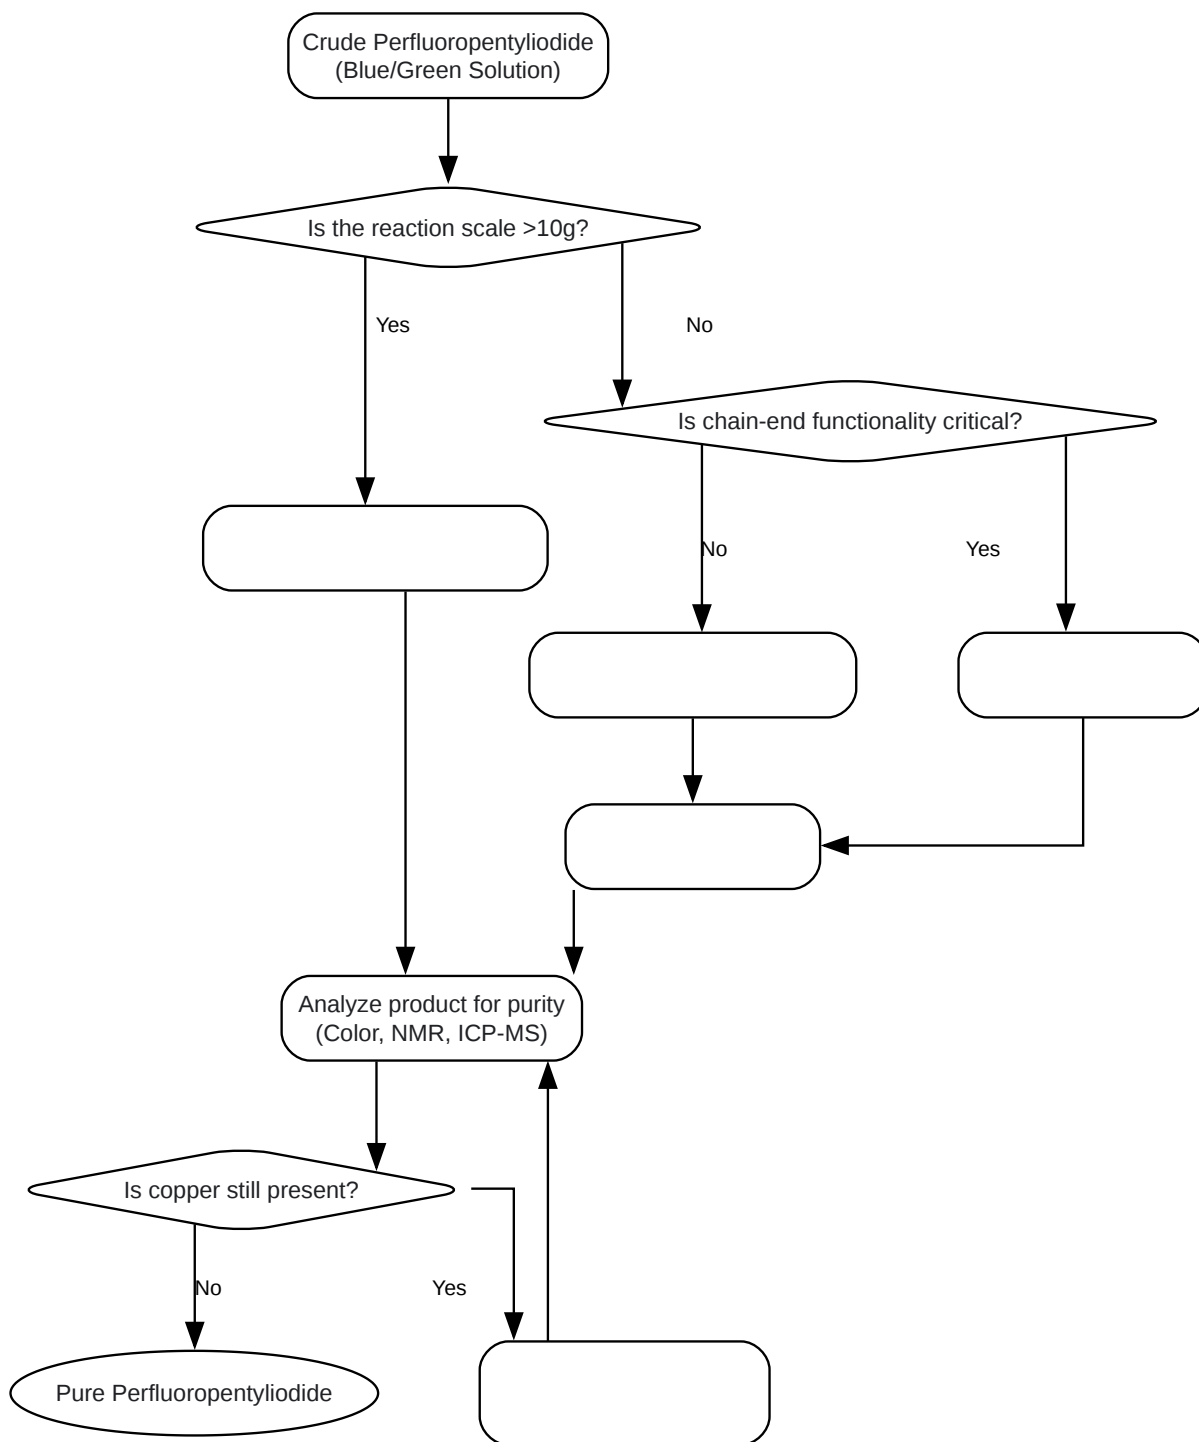 Crude Perfluoropentyliodide
(Blue/Green Solution)
Is the reaction scale >10g?
Yes
No
Is chain-end functionality critical?
No
Yes
Analyze product for purity
(Color, NMR, ICP-MS)
Is copper still present?
No
Yes
Pure Perfluoropentyliodide